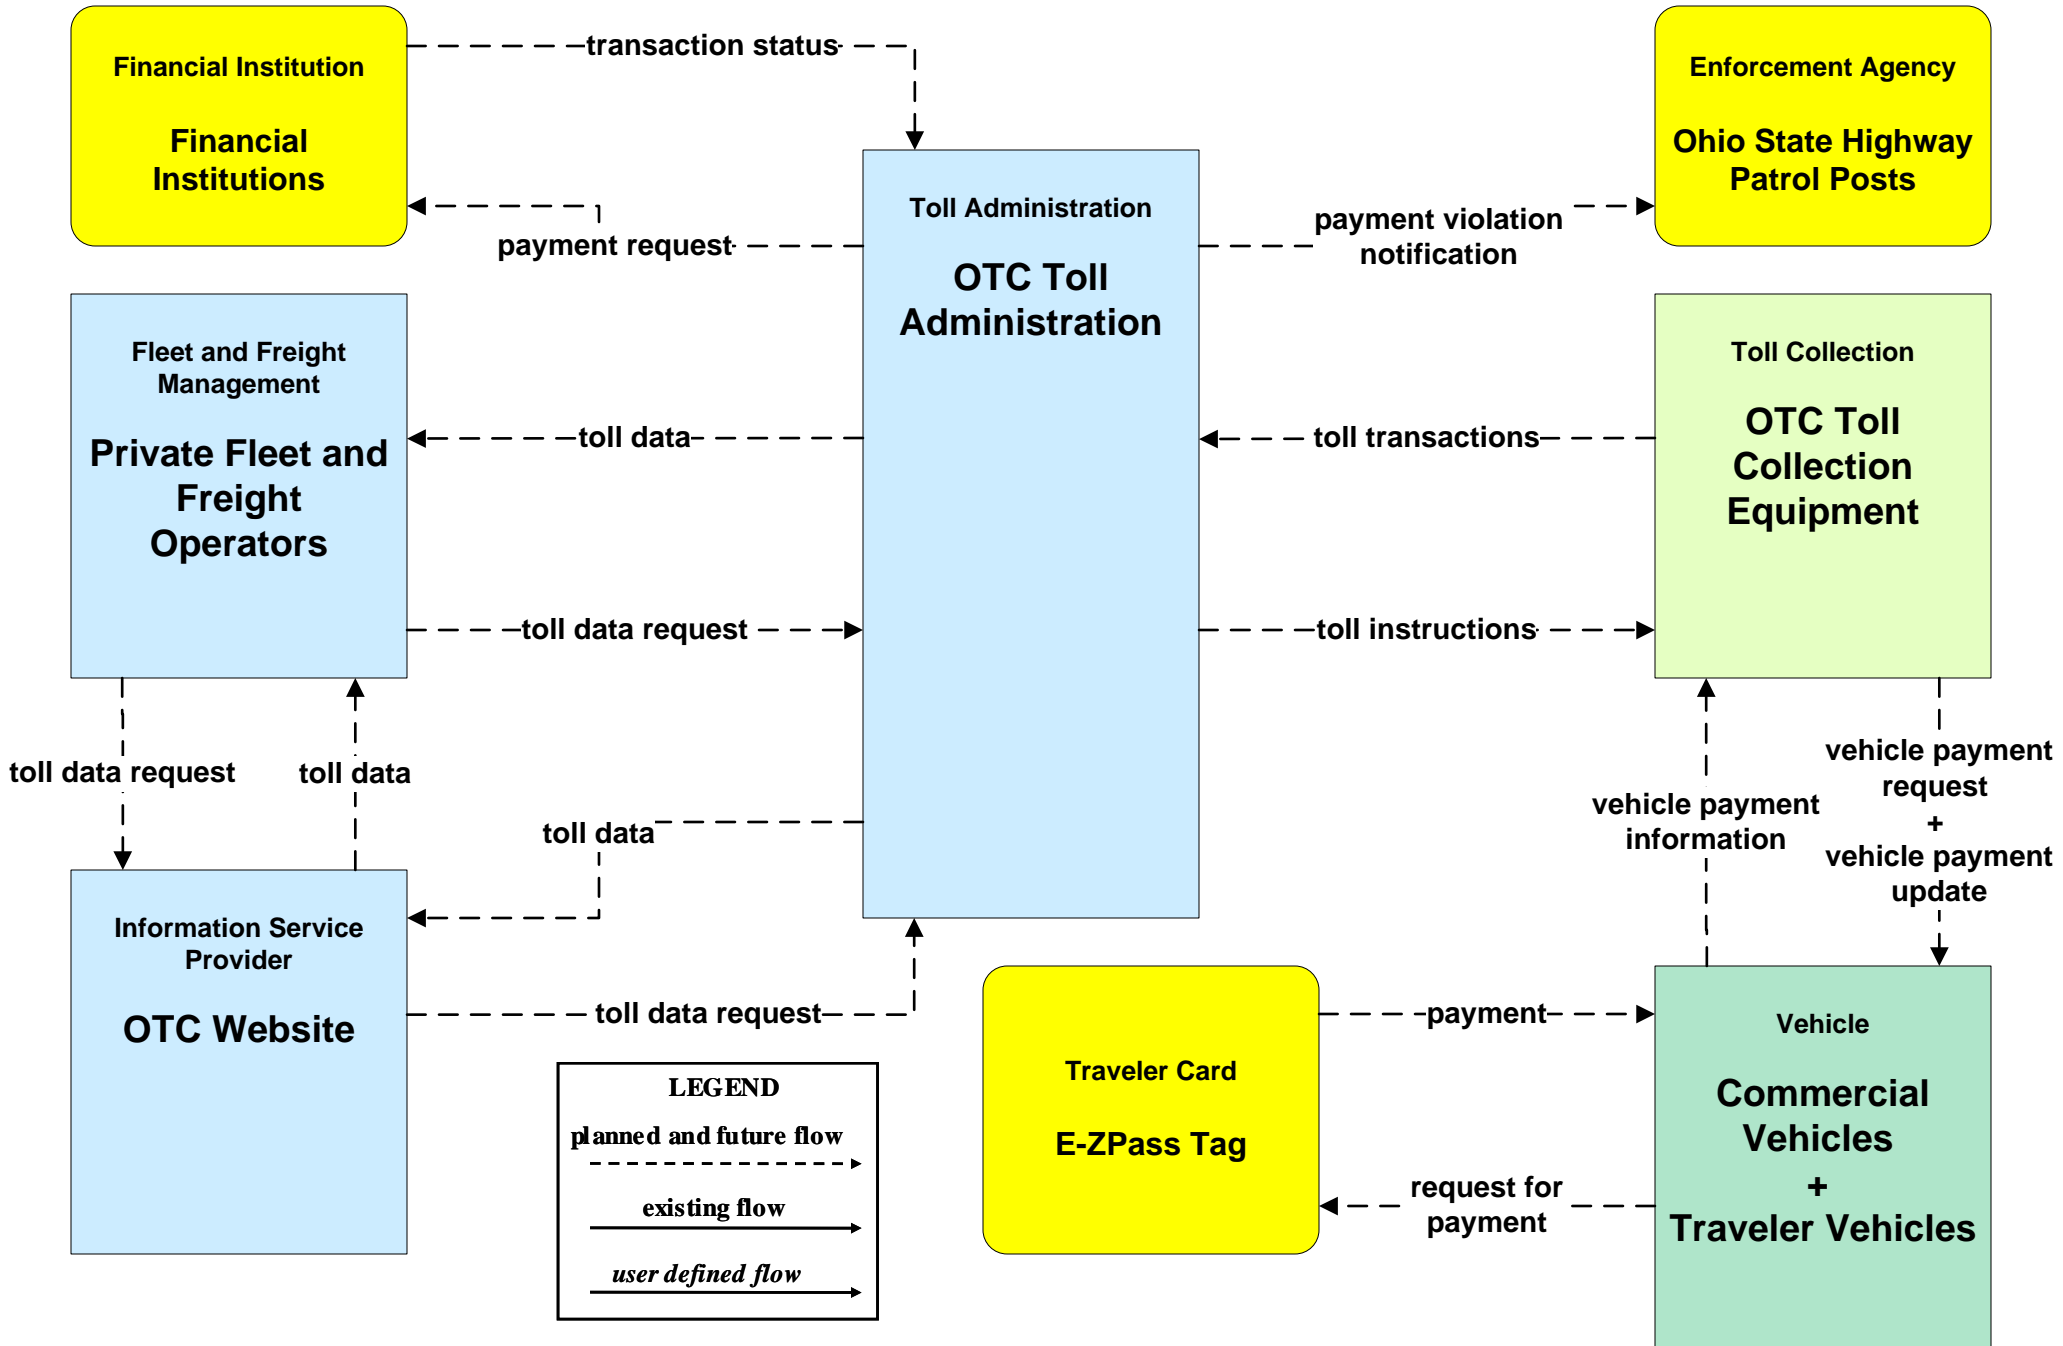 Financial Institution
Financial
Institutions
transaction status
payment request
Toll Administration
OTC Toll
Administration
payment violation
notification
Enforcement Agency
Ohio State Highway
Patrol Posts
Fleet and Freight
Management
Private Fleet and
Freight
Operators
toll data
toll data request
toll transactions
toll instructions
Toll Collection
OTC Toll
Collection
Equipment
toll data request
toll data
toll data
toll data request
vehicle payment
information
vehicle payment
request
+
vehicle payment
update
Information Service
Provider
OTC Website
LEGEND
planned and future flow
existing flow
user defined flow
Traveler Card
E-ZPass Tag
payment
request for
payment
Vehicle
Commercial
Vehicles
+
Traveler Vehicles